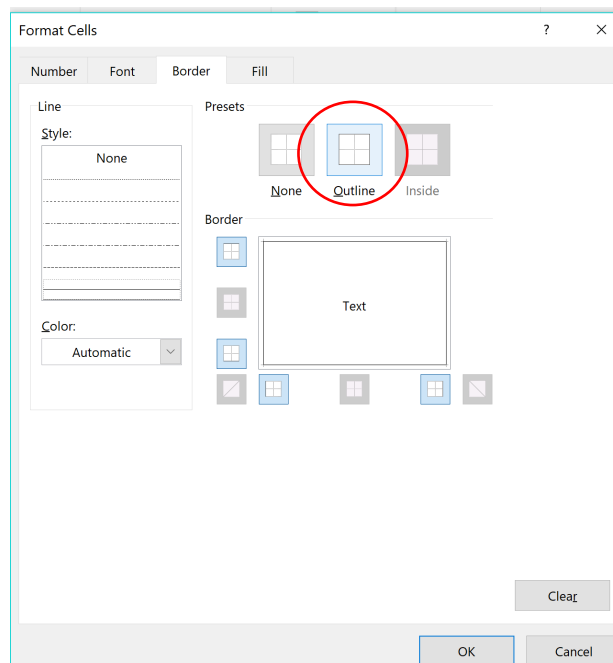 Format Cells ? ×
Number Font Border Fill
Line
Presets
Style:
None
None Outline Inside
Border
Text
Color:
Automatic
Clear
OK Cancel